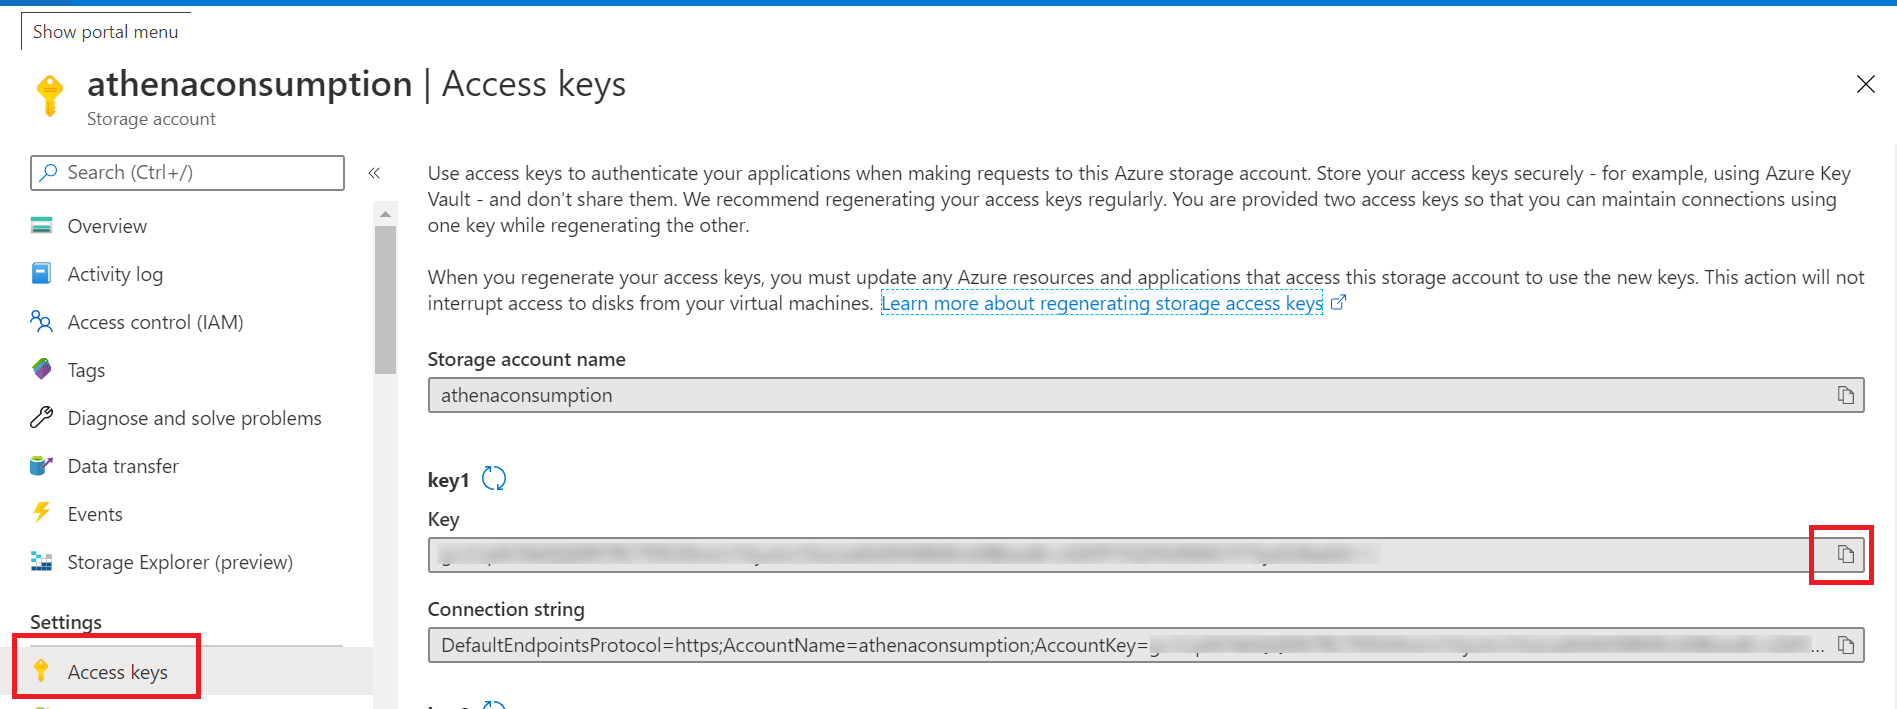 Show portal menu
athenaconsumption | Access keys
Storage account
Search (Ctrl+/)
«
Overview
Activity log
Access control (IAM)
Tags
Diagnose and solve problems
Data transfer
Events
Storage Explorer (preview)
Settings
Access keys
Use access keys to authenticate your applications when making requests to this Azure storage account. Store your access keys securely - for example, using Azure Key
Vault - and don't share them. We recommend regenerating your access keys regularly. You are provided two access keys so that you can maintain connections using
one key while regenerating the other.
When you regenerate your access keys, you must update any Azure resources and applications that access this storage account to use the new keys. This action will not
interrupt access to disks from your virtual machines. Learn more about regenerating storage access keys
Storage account name
athenaconsumption
key1
Key
Connection string
DefaultEndpointsProtocol=https;AccountName=athenaconsumption;AccountKey= ...